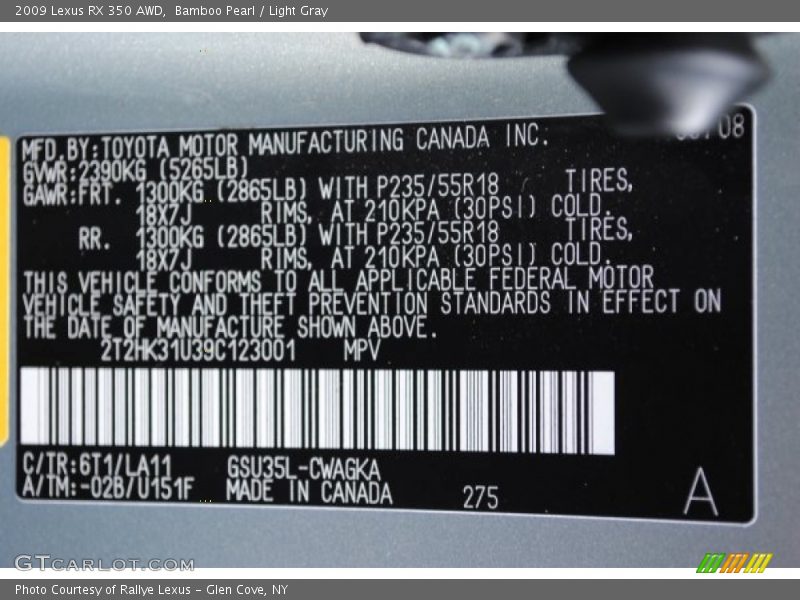 2009 Lexus RX 350 AWD, Bamboo Pearl / Light Gray
MFD.BY:TOYOTA MOTOR MANUFACTURING CANADA INC.
GVWR:2390KG (5265LB)
GAWR:FRT. 1300KG (2865LB) WITH P235/55R18 TIRES,
18X7J RIMS, AT 210KPA (30PSI) COLD.
RR. 1300KG (2865LB) WITH P235/55R18 TIRES,
18X7J RIMS, AT 210KPA (30PSI) COLD.
THIS VEHICLE CONFORMS TO ALL APPLICABLE FEDERAL MOTOR
VEHICLE SAFETY AND THEFT PREVENTION STANDARDS IN EFFECT ON
THE DATE OF MANUFACTURE SHOWN ABOVE.
2T2HK31U39C123001 MPV
C/TR:6T1/LA11 GSU35L-CWAGKA
A/TM:-02B/U151F MADE IN CANADA 275 A
GTCARLOT.COM
Photo Courtesy of Rallye Lexus - Glen Cove, NY